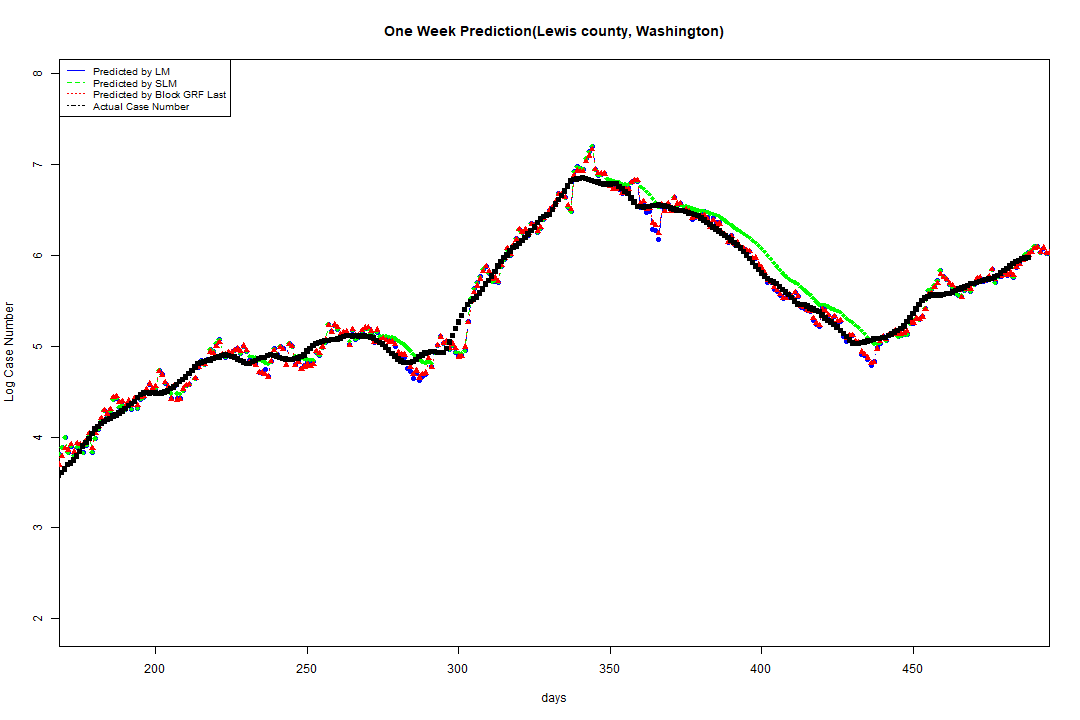 One Week Prediction(Lewis county, Washington)
Predicted by LM
Predicted by SLM
Predicted by Block GRF Last
Actual Case Number
8
7
6
5
4
3
2
Log Case Number
200 250 300 350 400 450
days